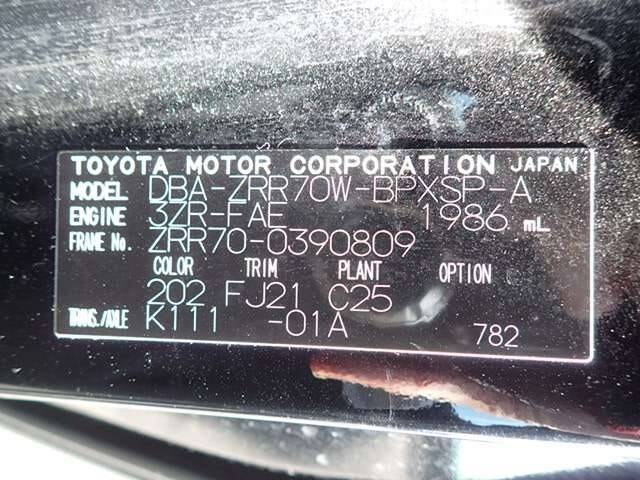 TOYOTA MOTOR CORPORATION JAPAN
MODEL DBA-ZRR70W-BPXSP-A
ENGINE 3ZR-FAE 1986 mL
FRAME No. ZRR70-0390809
COLOR TRIM PLANT OPTION
202 FJ21 C25
TRANS./AXLE K111 -01A 782